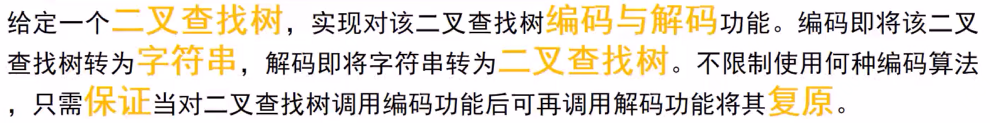 给定一个二叉查找树，实现对该二叉查找树编码与解码功能。编码即将该二叉
查找树转为字符串，解码即将字符串转为二叉查找树。不限制使用何种编码算法
，只需保证当对二叉查找树调用编码功能后可再调用解码功能将其复原。